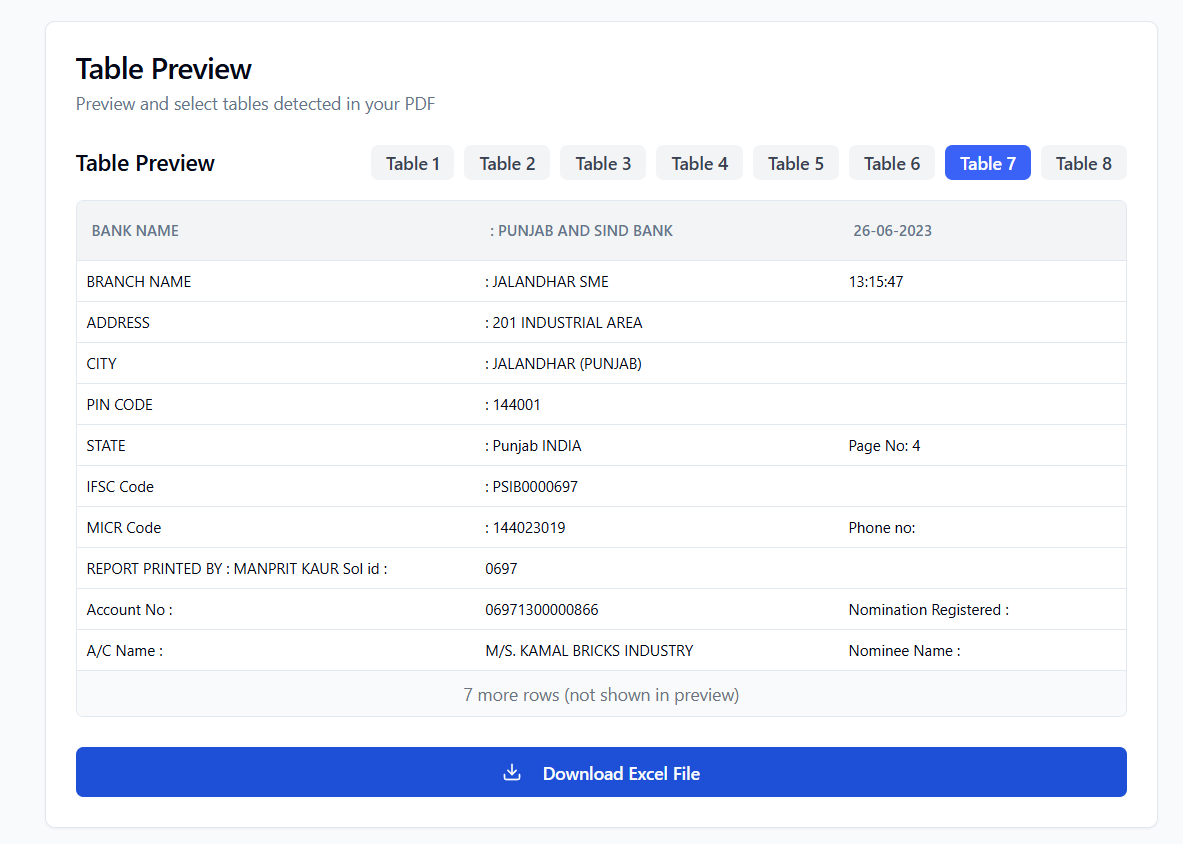 Table Preview
Preview and select tables detected in your PDF
Table Preview Table 1 Table 2 Table 3 Table 4 Table 5 Table 6 Table 7 Table 8
BANK NAME : PUNJAB AND SIND BANK 26-06-2023
BRANCH NAME : JALANDHAR SME 13:15:47
ADDRESS : 201 INDUSTRIAL AREA
CITY : JALANDHAR (PUNJAB)
PIN CODE : 144001
STATE : Punjab INDIA Page No: 4
IFSC Code : PSIB0000697
MICR Code : 144023019 Phone no:
REPORT PRINTED BY : MANPRIT KAUR Sol id : 0697
Account No : 06971300000866 Nomination Registered :
A/C Name : M/S. KAMAL BRICKS INDUSTRY Nominee Name :
7 more rows (not shown in preview)
Download Excel File